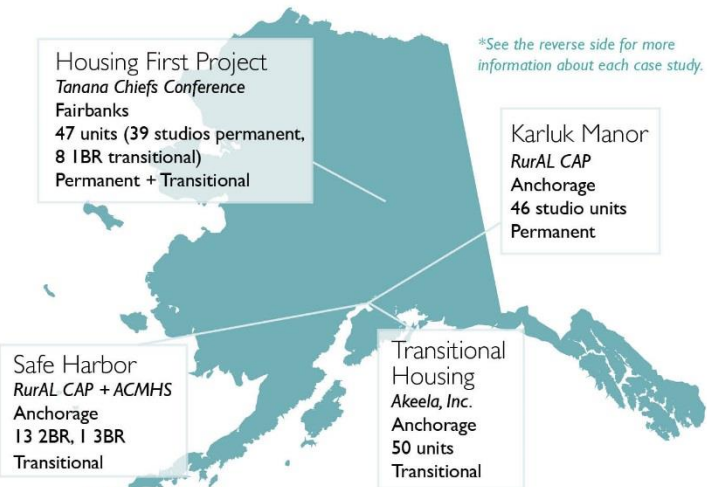 *See the reverse side for more
information about each case study.
Housing First Project
Tanana Chiefs Conference
Fairbanks
47 units (39 studios permanent,
8 1BR transitional)
Permanent + Transitional
Karluk Manor
RurAL CAP
Anchorage
46 studio units
Permanent
Safe Harbor
RurAL CAP + ACMHS
Anchorage
13 2BR, 1 3BR
Transitional
Transitional
Housing
Akeela, Inc.
Anchorage
50 units
Transitional